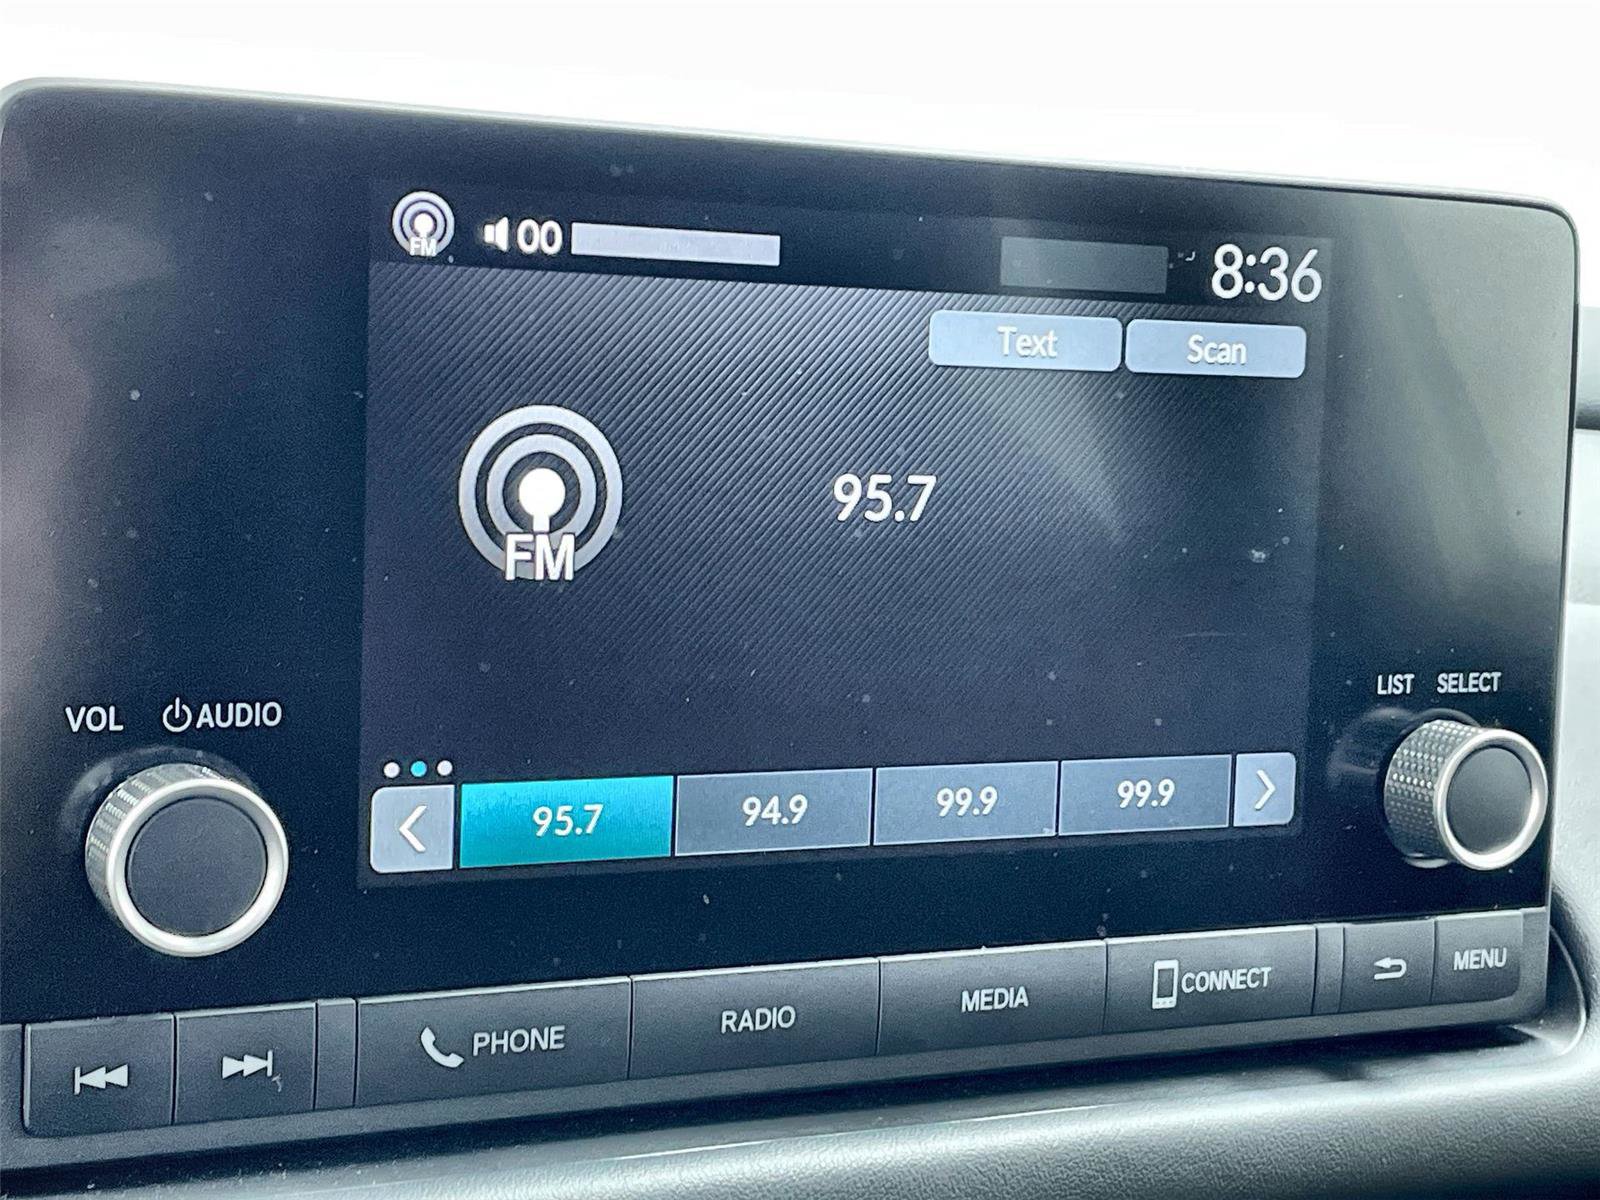 FM 00 8:36
Text Scan
FM 95.7
LIST SELECT
VOL AUDIO
95.7 94.9 99.9 99.9
PHONE RADIO MEDIA CONNECT MENU